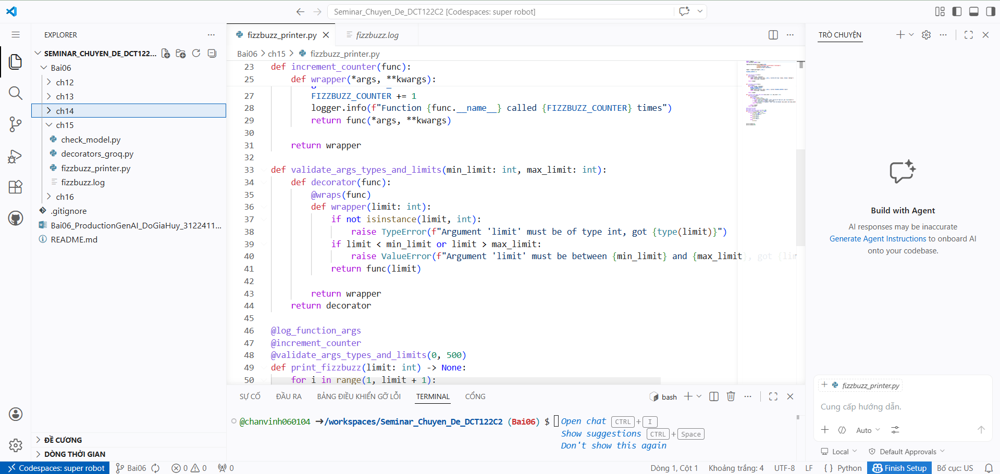 Seminar_Chuyen_De_DCT122C2 [Codespaces: super robot]
EXPLORER
SEMINAR_CHUYEN_DE_DCT122...
Bai06
ch12
ch13
ch14
ch15
check_model.py
decorators_groq.py
fizzbuzz_printer.py
fizzbuzz.log
ch16
.gitignore
Bai06_ProductionGenAI_DoGiaHuy_3122411...
README.md
ĐỀ CƯƠNG
DÒNG THỜI GIAN
fizzbuzz_printer.py
fizzbuzz.log
Bai06 > ch15 > fizzbuzz_printer.py
23 def increment_counter(func):
25 def wrapper(*args, **kwargs):
27 FIZZBUZZ_COUNTER += 1
28 logger.info(f"Function {func.__name__} called {FIZZBUZZ_COUNTER} times")
29 return func(*args, **kwargs)
30
31 return wrapper
32
33 def validate_args_types_and_limits(min_limit: int, max_limit: int):
34 def decorator(func):
35 @wraps(func)
36 def wrapper(limit: int):
37 if not isinstance(limit, int):
38 raise TypeError(f"Argument 'limit' must be of type int, got {type(limit)}")
39 if limit < min_limit or limit > max_limit:
40 raise ValueError(f"Argument 'limit' must be between {min_limit} and {max_limit}, got {lim
41 return func(limit)
42
43 return wrapper
44 return decorator
45
46 @log_function_args
47 @increment_counter
48 @validate_args_types_and_limits(0, 500)
49 def print_fizzbuzz(limit: int) -> None:
50 for i in range(1, limit + 1):
SỰ CỐ ĐẦU RA BẢNG ĐIỀU KHIỂN GỠ LỖI TERMINAL CỔNG
bash
@chanvinh060104 ➜/workspaces/Seminar_Chuyen_De_DCT122C2 (Bai06) $ Open chat CTRL + I
Show suggestions CTRL + Space
Don't show this again
TRÒ CHUYỆN
Build with Agent
AI responses may be inaccurate
Generate Agent Instructions to onboard AI
onto your codebase.
fizzbuzz_printer.py
Cung cấp hướng dẫn.
Auto
Local Default Approvals
Codespaces: super robot Bai06 0 0 0 Dòng 1, Cột 1 Khoảng trắng: 4 UTF-8 LF { } Python Finish Setup Bố cục: US